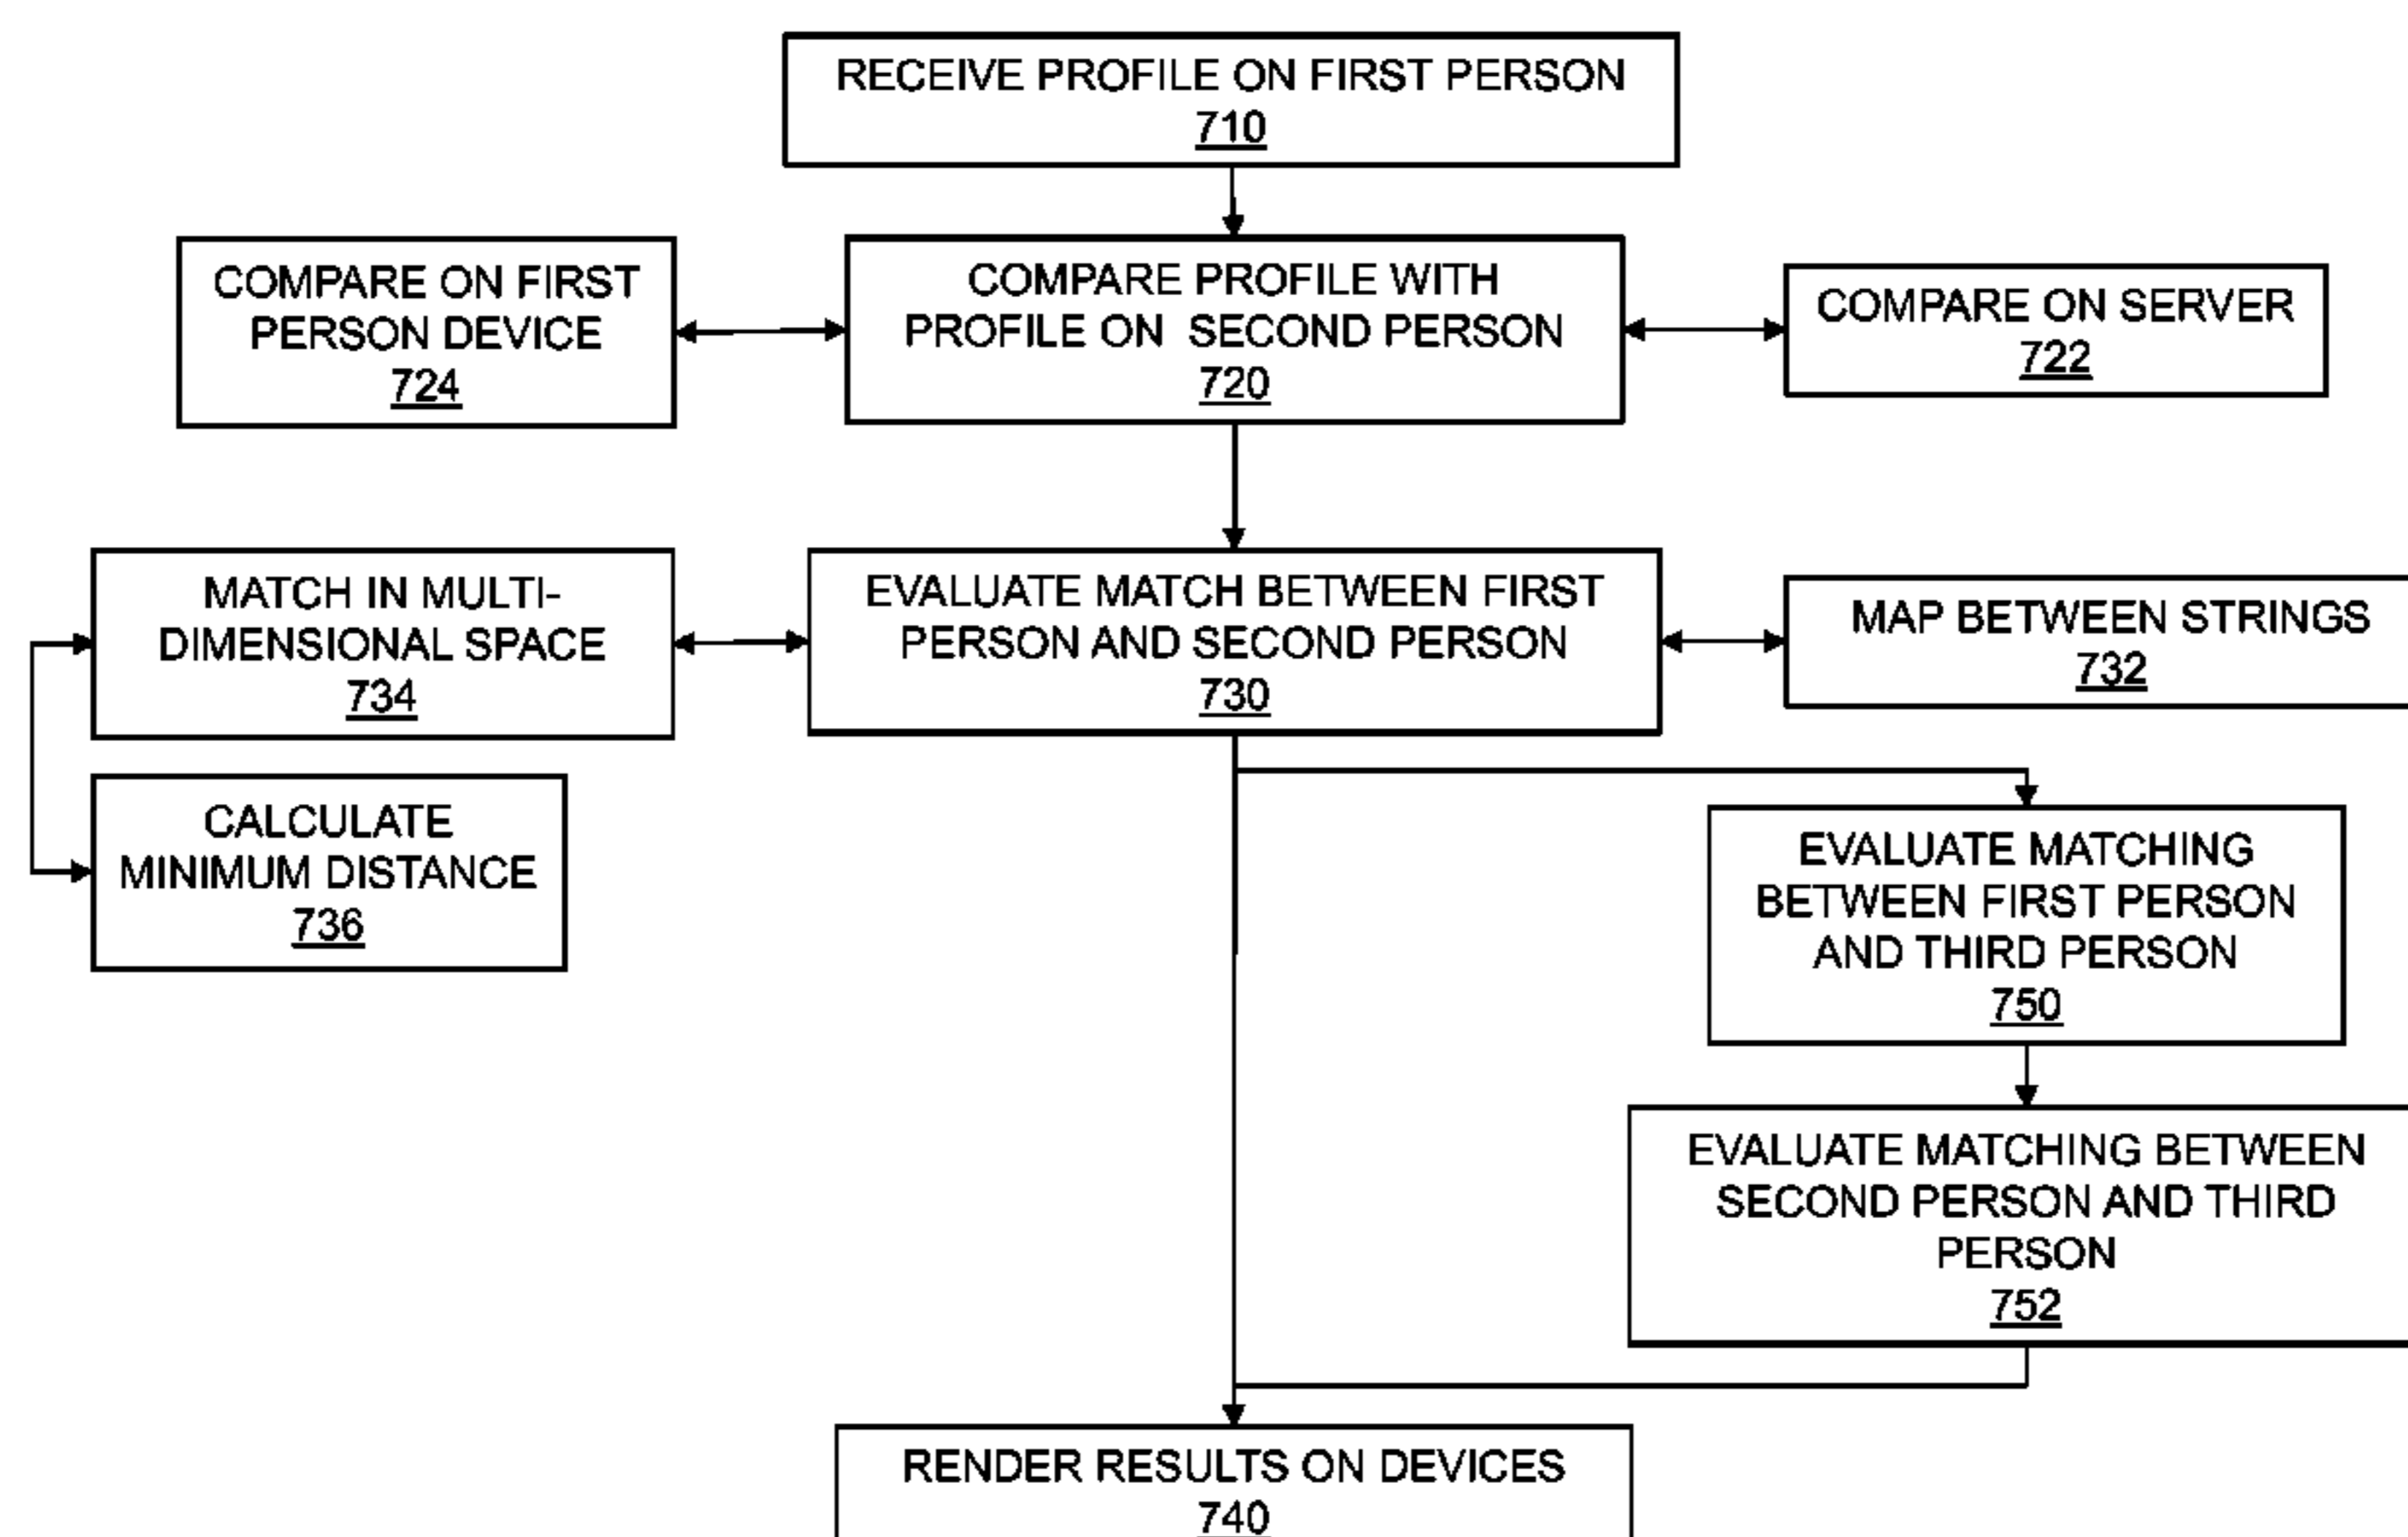 RECEIVE PROFILE ON FIRST PERSON
710
COMPARE ON FIRST
PERSON DEVICE
724
COMPARE PROFILE WITH
PROFILE ON SECOND PERSON
720
COMPARE ON SERVER
722
MATCH IN MULTI-
DIMENSIONAL SPACE
734
EVALUATE MATCH BETWEEN FIRST
PERSON AND SECOND PERSON
730
MAP BETWEEN STRINGS
732
CALCULATE
MINIMUM DISTANCE
736
EVALUATE MATCHING
BETWEEN FIRST PERSON
AND THIRD PERSON
750
EVALUATE MATCHING BETWEEN
SECOND PERSON AND THIRD
PERSON
752
RENDER RESULTS ON DEVICES
740